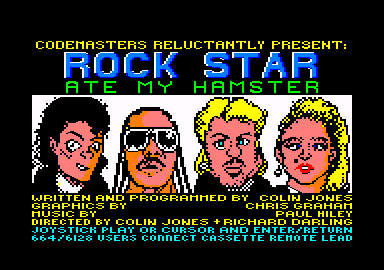 CODEMASTERS RELUCTANTLY PRESENT:
ROCK STAR
ATE MY HAMSTER
WRITTEN AND PROGRAMMED BY COLIN JONES
GRAPHICS BY CHRIS GRAHAM
MUSIC BY PAUL HILEY
DIRECTED BY COLIN JONES + RICHARD DARLING
JOYSTICK PLAY OR CURSOR AND ENTER/RETURN
664/6128 USERS CONNECT CASSETTE REMOTE LEAD